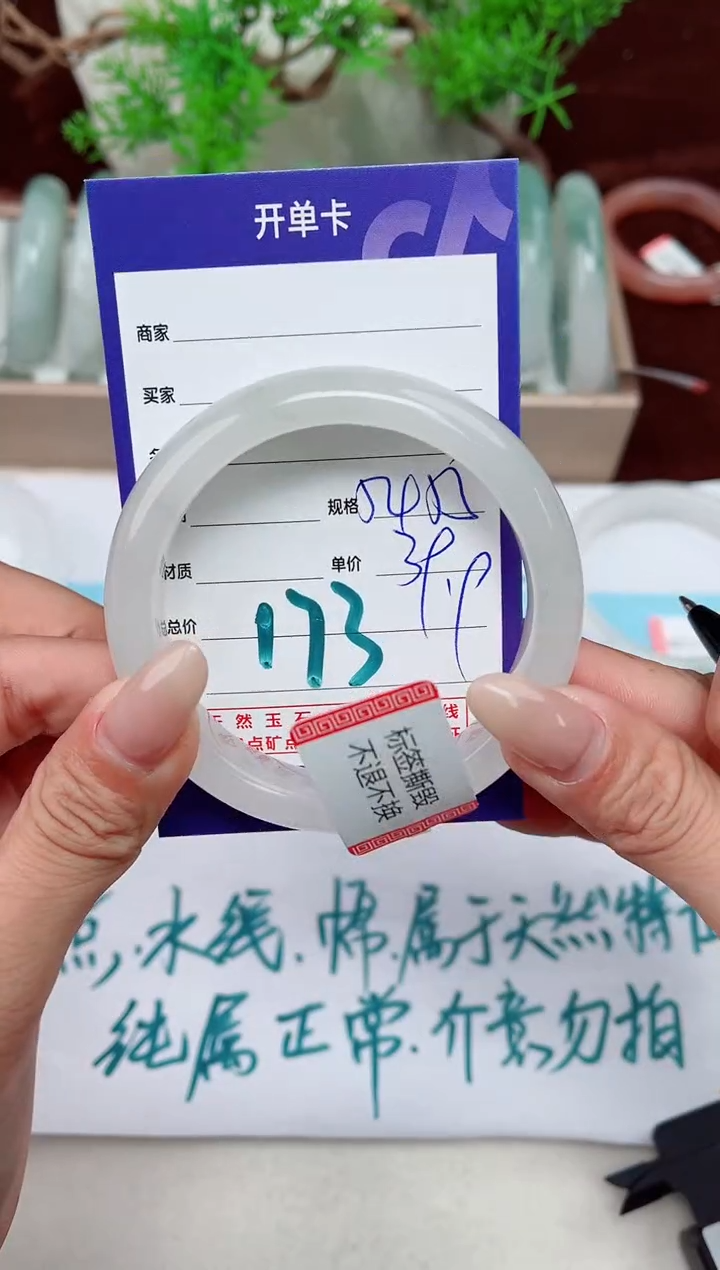 开单卡
商家
买家
规格
材质
单价
总价
173
标签撕毁
不退不换
水线.棉.属于天然特
纯属正常.介意勿拍